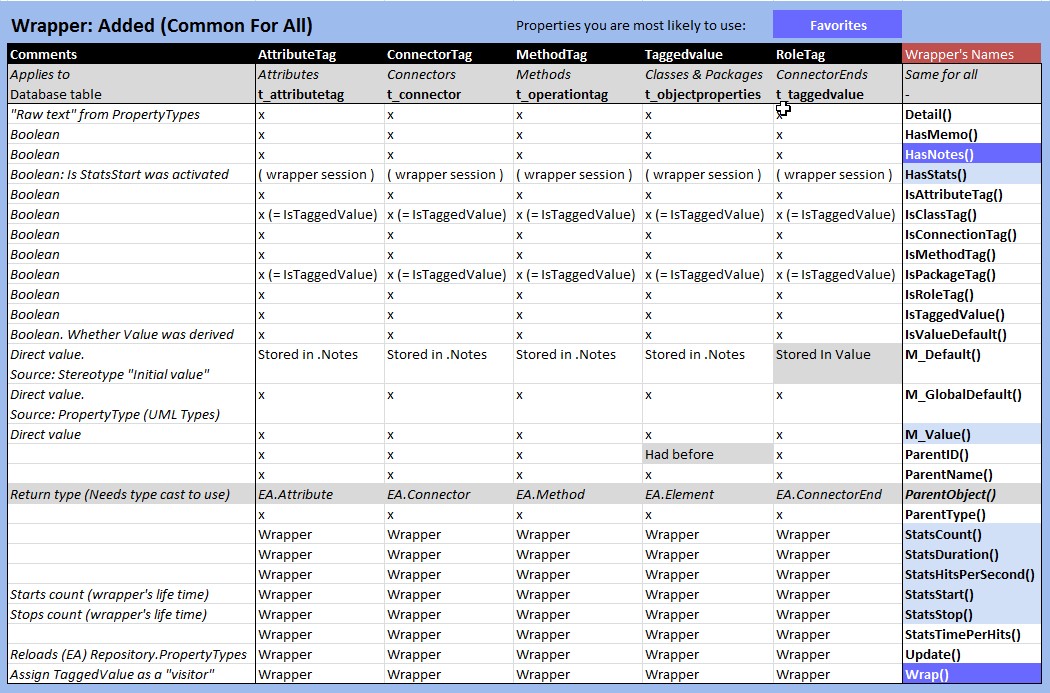 Wrapper: Added (Common For All) Properties you are most likely to use: Favorites
Comments AttributeTag ConnectorTag MethodTag Taggedvalue RoleTag Wrapper's Names
Applies to Attributes Connectors Methods Classes & Packages ConnectorEnds Same for all
Database table t_attributetag t_connector t_operationtag t_objectproperties t_taggedvalue -
"Raw text" from PropertyTypes x x x x x Detail()
Boolean x x x x x HasMemo()
Boolean x x x x x HasNotes()
Boolean: Is StatsStart was activated ( wrapper session ) ( wrapper session ) ( wrapper session ) ( wrapper session ) ( wrapper session ) HasStats()
Boolean x x x x x IsAttributeTag()
Boolean x (= IsTaggedValue) x (= IsTaggedValue) x (= IsTaggedValue) x (= IsTaggedValue) x (= IsTaggedValue) IsClassTag()
Boolean x x x x x IsConnectionTag()
Boolean x x x x x IsMethodTag()
Boolean x (= IsTaggedValue) x (= IsTaggedValue) x (= IsTaggedValue) x (= IsTaggedValue) x (= IsTaggedValue) IsPackageTag()
Boolean x x x x x IsRoleTag()
Boolean x x x x x IsTaggedValue()
Boolean. Whether Value was derived x x x x x IsValueDefault()
Direct value. Stored in .Notes Stored in .Notes Stored in .Notes Stored in .Notes Stored In Value M_Default()
Source: Stereotype "Initial value"
Direct value. x x x x x M_GlobalDefault()
Source: PropertyType (UML Types)
Direct value x x x x x M_Value()
x x x Had before x ParentID()
x x x x x ParentName()
Return type (Needs type cast to use) EA.Attribute EA.Connector EA.Method EA.Element EA.ConnectorEnd ParentObject()
x x x x x ParentType()
Wrapper Wrapper Wrapper Wrapper Wrapper StatsCount()
Wrapper Wrapper Wrapper Wrapper Wrapper StatsDuration()
Wrapper Wrapper Wrapper Wrapper Wrapper StatsHitsPerSecond()
Starts count (wrapper's life time) Wrapper Wrapper Wrapper Wrapper Wrapper StatsStart()
Stops count (wrapper's life time) Wrapper Wrapper Wrapper Wrapper Wrapper StatsStop()
Wrapper Wrapper Wrapper Wrapper Wrapper StatsTimePerHits()
Reloads (EA) Repository.PropertyTypes Wrapper Wrapper Wrapper Wrapper Wrapper Update()
Assign TaggedValue as a "visitor" Wrapper Wrapper Wrapper Wrapper Wrapper Wrap()